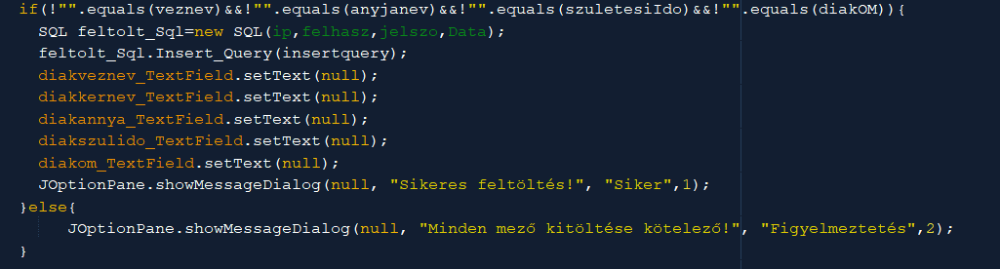 if(!"".equals(veznev)&&!"".equals(anyjanev)&&!"".equals(szuletesiIdo)&&!"".equals(diakOM)){
SQL feltolt_Sql=new SQL(ip,felhasz,jelszo,Data);
feltolt_Sql.Insert_Query(insertquery);
diakveznev_TextField.setText(null);
diakkernev_TextField.setText(null);
diakannya_TextField.setText(null);
diakszulido_TextField.setText(null);
diakom_TextField.setText(null);
JOptionPane.showMessageDialog(null, "Sikeres feltöltés!", "Siker",1);
}else{
JOptionPane.showMessageDialog(null, "Minden mező kitöltése kötelező!", "Figyelmeztetés",2);
}